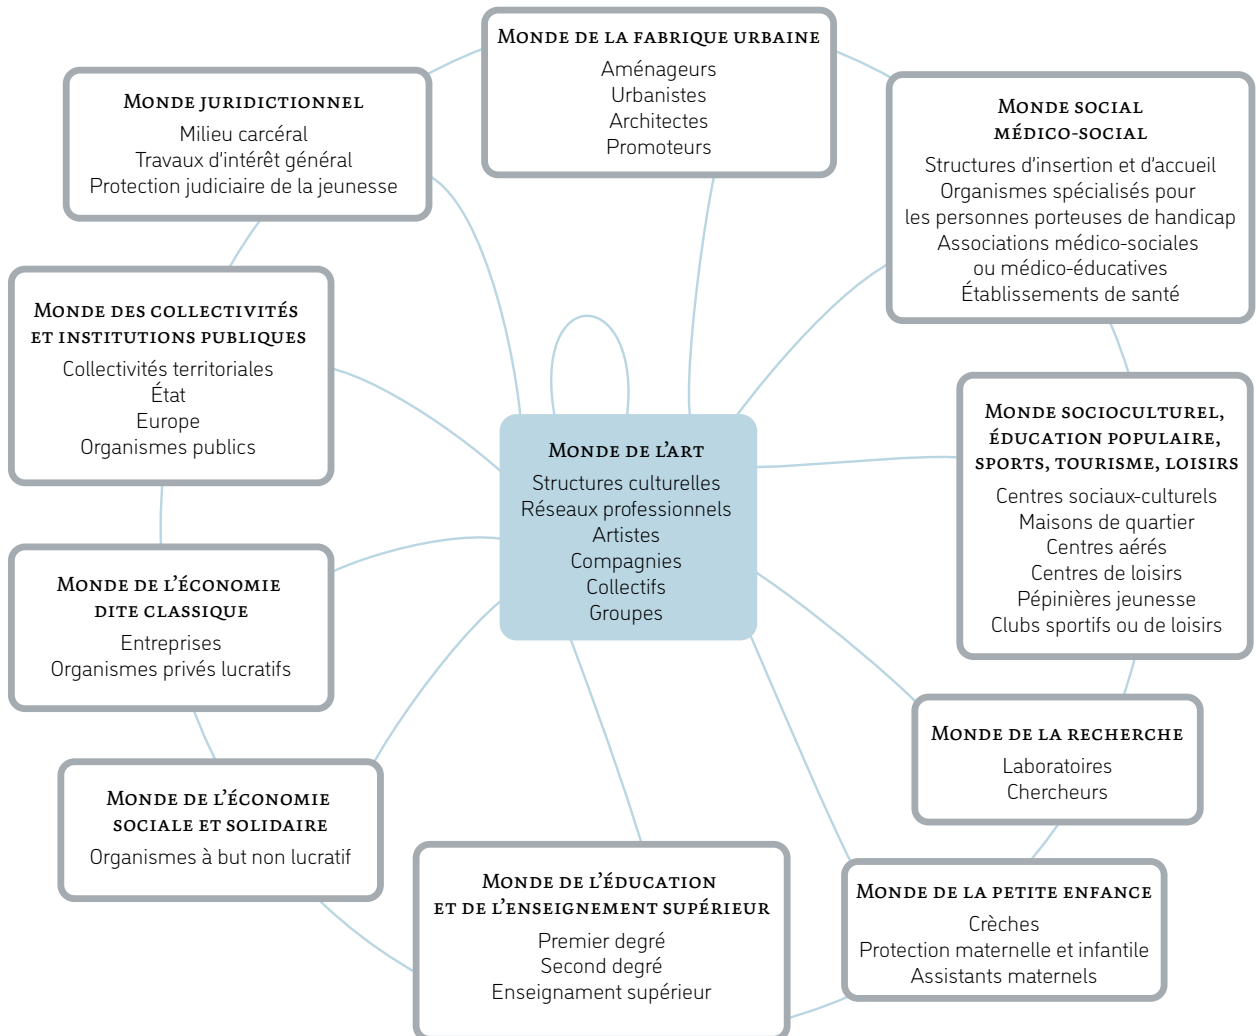 MONDE DE LA FABRIQUE URBAINE
Aménageurs
Urbanistes
Architectes
Promoteurs
MONDE JURIDICTIONNEL
Milieu carcéral
Travaux d'intérêt général
Protection judiciaire de la jeunesse
MONDE SOCIAL
MÉDICO-SOCIAL
Structures d'insertion et d'accueil
Organismes spécialisés pour
les personnes porteuses de handicap
Associations médico-sociales
ou médico-éducatives
Établissements de santé
MONDE DES COLLECTIVITÉS
ET INSTITUTIONS PUBLIQUES
Collectivités territoriales
État
Europe
Organismes publics
MONDE DE L'ART
Structures culturelles
Réseaux professionnels
Artistes
Compagnies
Collectifs
Groupes
MONDE SOCIOCULTUREL,
ÉDUCATION POPULAIRE,
SPORTS, TOURISME, LOISIRS
Centres sociaux-culturels
Maisons de quartier
Centres aérés
Centres de loisirs
Pépinières jeunesse
Clubs sportifs ou de loisirs
MONDE DE L'ÉCONOMIE
DITE CLASSIQUE
Entreprises
Organismes privés lucratifs
MONDE DE LA RECHERCHE
Laboratoires
Chercheurs
MONDE DE L'ÉCONOMIE
SOCIALE ET SOLIDAIRE
Organismes à but non lucratif
MONDE DE L'ÉDUCATION
ET DE L'ENSEIGNEMENT SUPÉRIEUR
Premier degré
Second degré
Enseignament supérieur
MONDE DE LA PETITE ENFANCE
Crèches
Protection maternelle et infantile
Assistants maternels